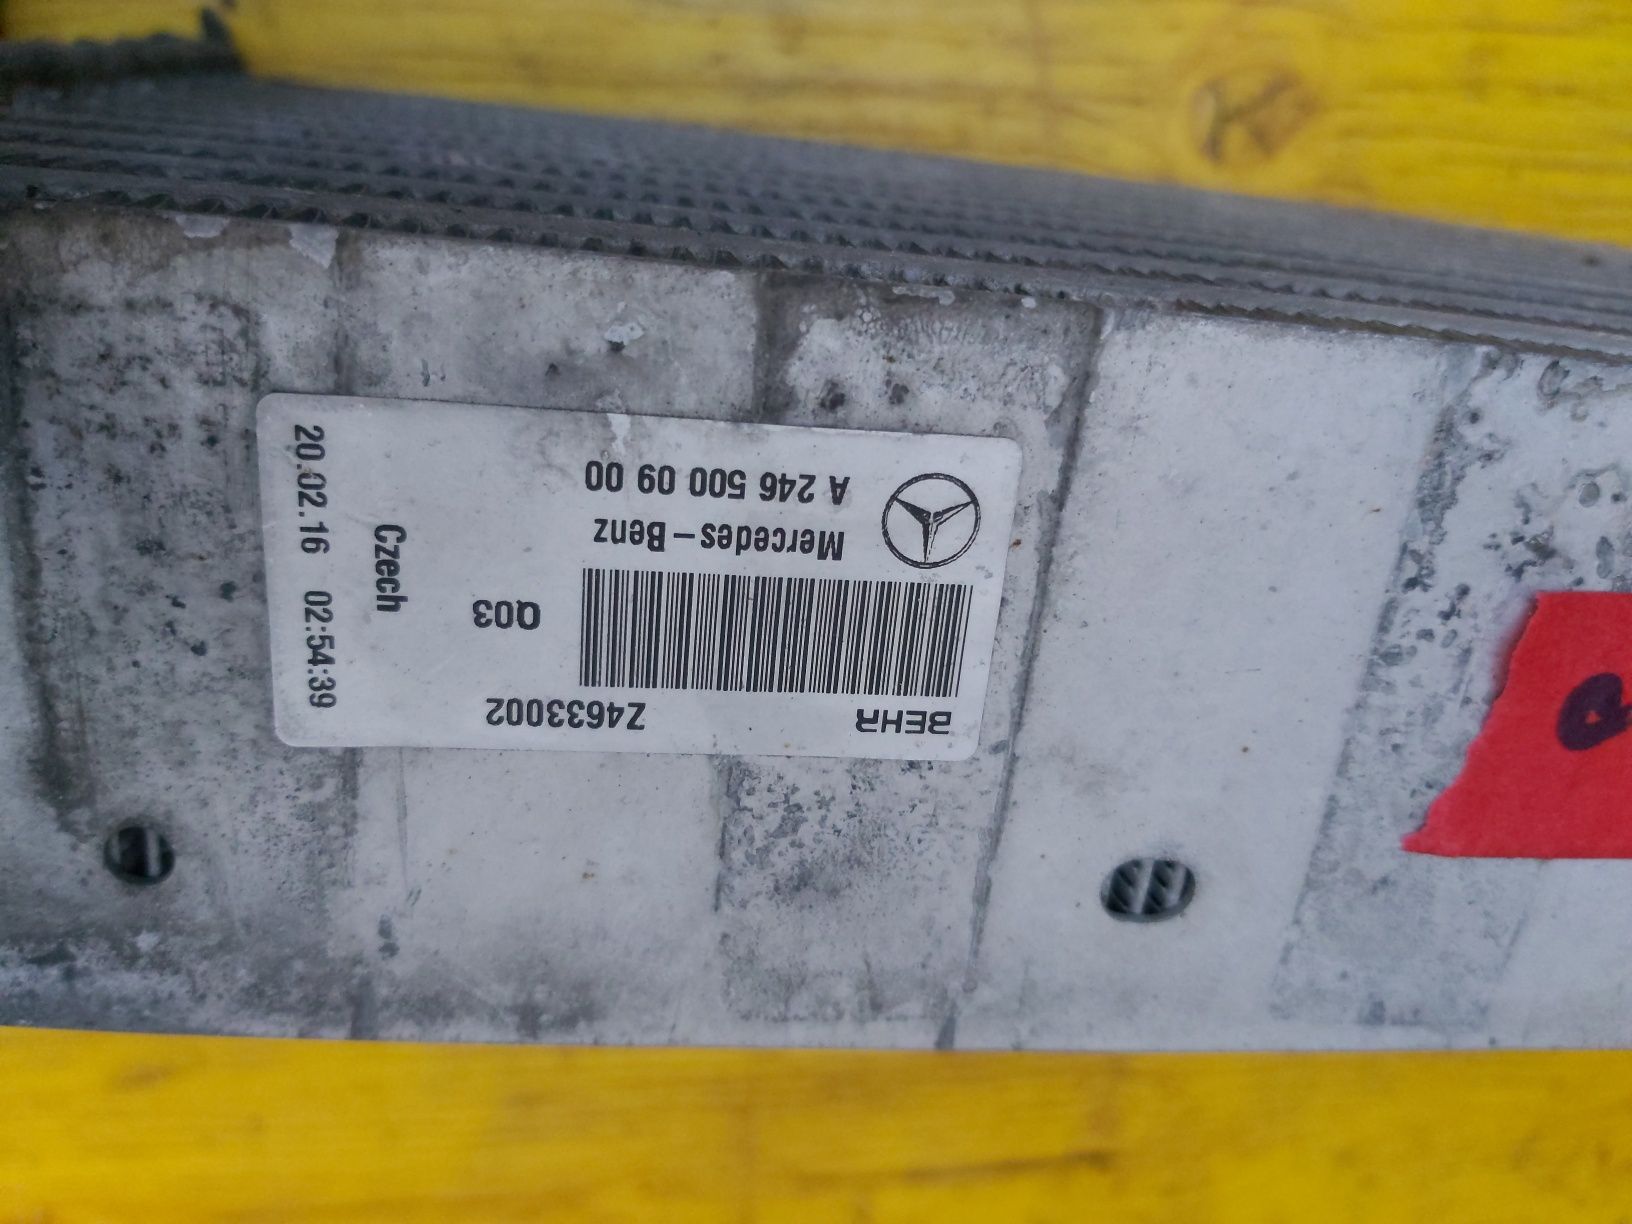 BEHR Z4633002
Q03
Mercedes-Benz
A 246 500 09 00
Czech
20.02.16 02:54:39